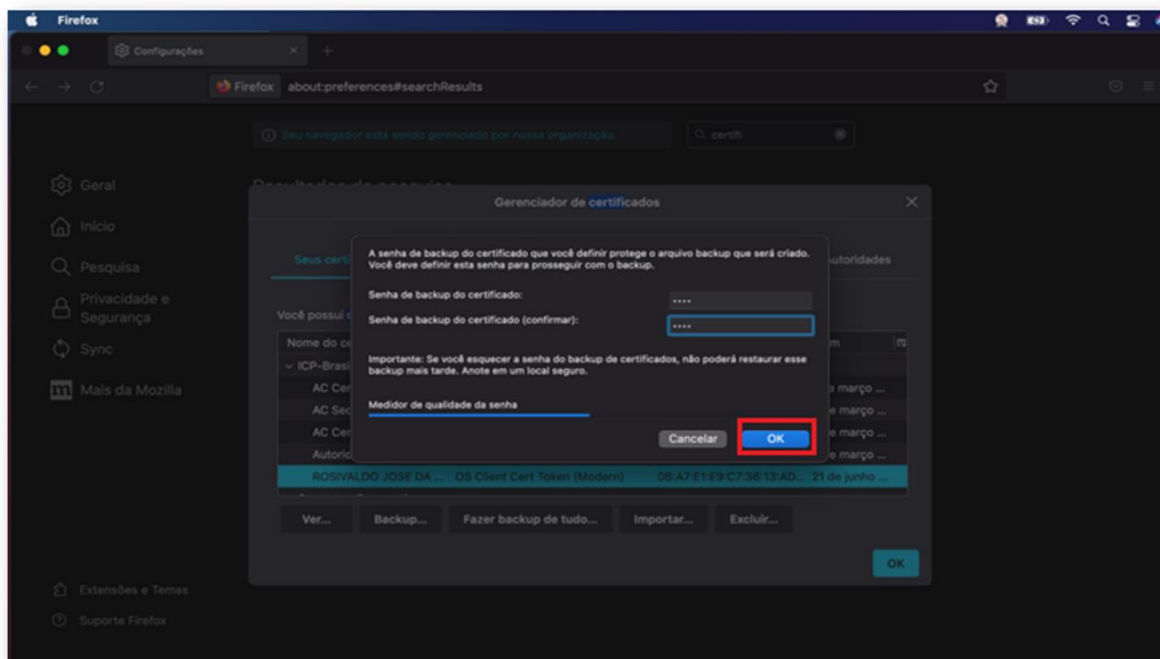 Firefox
Configurações
Firefox about:preferences#searchResults
Seu navegador está sendo gerenciado por nossa organização.
certifi
Geral
Início
Pesquisa
Privacidade e
Segurança
Sync
Mais da Mozilla
Extensões e Temas
Suporte Firefox
Gerenciador de certificados
Seus certi
utoridades
A senha de backup do certificado que você definir protege o arquivo backup que será criado.
Você deve definir esta senha para prosseguir com o backup.
Senha de backup do certificado:
Senha de backup do certificado (confirmar):
Importante: Se você esquecer a senha do backup de certificados, não poderá restaurar esse
backup mais tarde. Anote em um local seguro.
Medidor de qualidade da senha
Cancelar OK
Você possui
Nome do ce
ICP-Brasi
AC Cer março ...
AC Sec março ...
AC Cer março ...
Autoric março ...
ROSIVALDO JOSE DA ... OS Client Cert Token (Modern) 0B:A7:E1:E9:C7:36:13:AD... 21 de junho ...
Ver... Backup... Fazer backup de tudo... Importar... Excluir...
OK